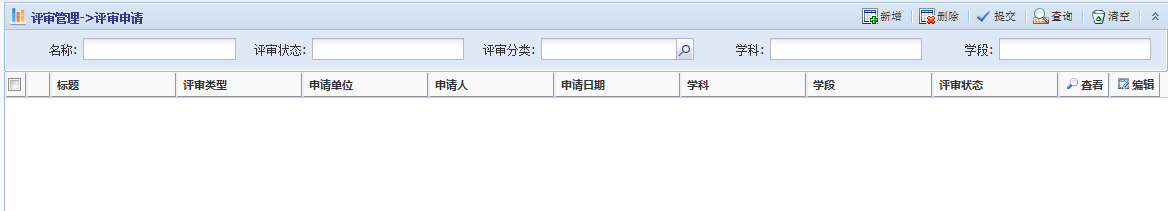 评审管理->评审申请 新增 删除 提交 查询 清空
名称: 评审状态: 评审分类: 学科: 学段:
标题 评审类型 申请单位 申请人 申请日期 学科 学段 评审状态 查看 编辑